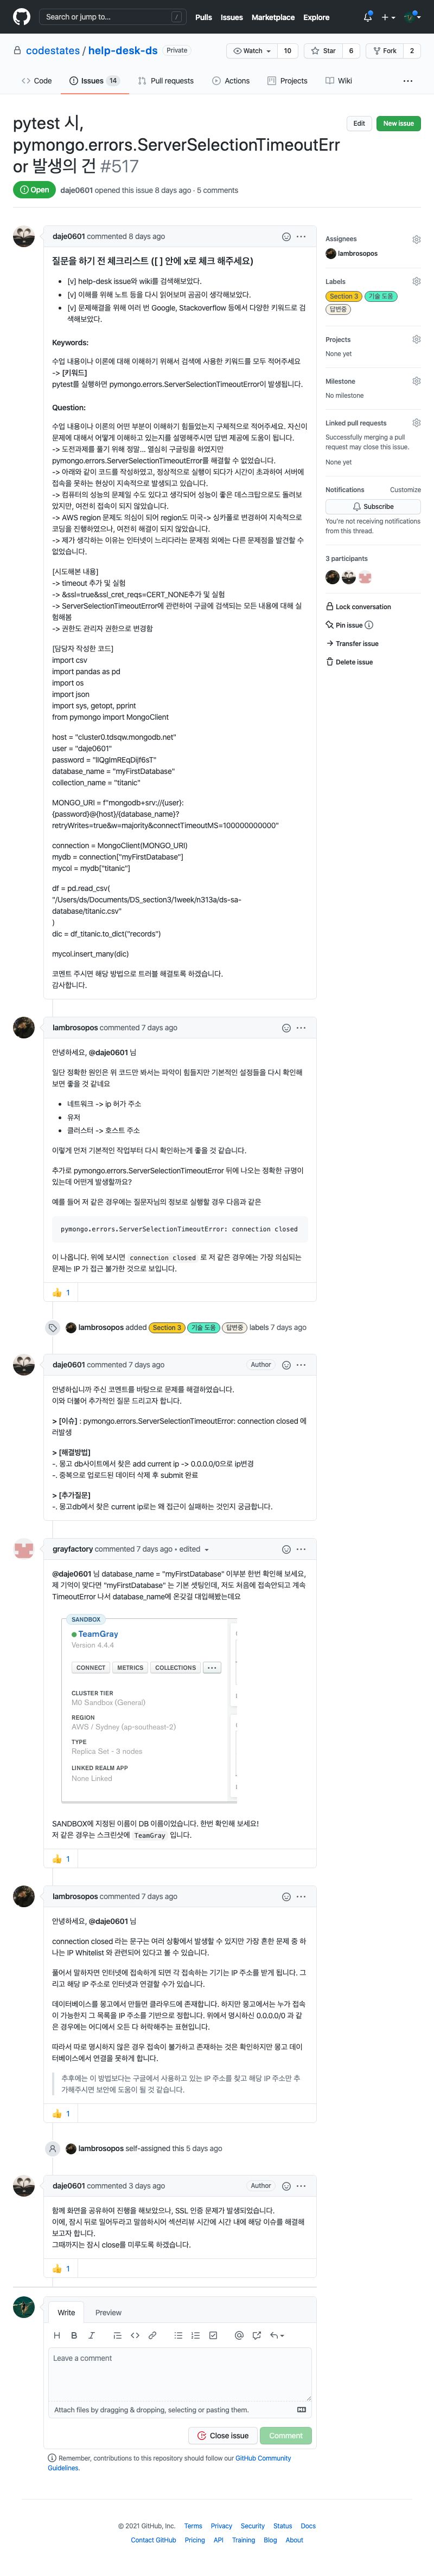 Search or jump to...
/
Pulls Issues Marketplace Explore
codestates / help-desk-ds Private
Watch 10 Star 6 Fork 2
Code Issues 14 Pull requests Actions Projects Wiki
pytest 시,
pymongo.errors.ServerSelectionTimeoutErr
or 발생의 건 #517
Edit New issue
Open daje0601 opened this issue 8 days ago · 5 comments
daje0601 commented 8 days ago
질문을 하기 전 체크리스트 ([ ] 안에 x로 체크 해주세요)
[v] help-desk issue와 wiki를 검색해보았다.
[v] 이해를 위해 노트 등을 다시 읽어보며 곰곰이 생각해보았다.
[v] 문제해결을 위해 여러 번 Google, Stackoverflow 등에서 다양한 키워드로 검
색해보았다.
Keywords:
수업 내용이나 이론에 대해 이해하기 위해서 검색에 사용한 키워드를 모두 적어주세요
-> [키워드]
pytest를 실행하면 pymongo.errors.ServerSelectionTimeoutError이 발생됩니다.
Question:
수업 내용이나 이론의 어떤 부분이 이해하기 힘들었는지 구체적으로 적어주세요. 자신이
문제에 대해서 어떻게 이해하고 있는지를 설명해주시면 답변 제공에 도움이 됩니다.
-> 도전과제를 풀기 위해 정말... 열심히 구글링을 하였지만
pymongo.errors.ServerSelectionTimeoutError를 해결할 수 없었습니다.
-> 아래와 같이 코드를 작성하였고, 정상적으로 실행이 되다가 시간이 초과하여 서버에
접속을 못하는 현상이 지속적으로 발생되고 있습니다.
-> 컴퓨터의 성능의 문제일 수도 있다고 생각되어 성능이 좋은 데스크탑으로도 돌려보
았지만, 여전히 접속이 되지 않았습니다.
-> AWS region 문제도 의심이 되어 region도 미국-> 싱카폴로 변경하여 지속적으로
코딩을 진행하였으나, 여전히 해결이 되지 않았습니다.
-> 제가 생각하는 이유는 인터넷이 느리다라는 문제점 외에는 다른 문제점을 발견할 수
없었습니다.
[시도해본 내용]
-> timeout 추가 및 실험
-> &ssl=true&ssl_cret_reqs=CERT_NONE추가 및 실험
-> ServerSelectionTimeoutError에 관련하여 구글에 검색되는 모든 내용에 대해 실
험해봄
-> 권한도 관리자 권한으로 변경함
[담당자 작성한 코드]
import csv
import pandas as pd
import os
import json
import sys, getopt, pprint
from pymongo import MongoClient
host = "cluster0.tdsqw.mongodb.net"
user = "daje0601"
password = "llQglmREqDijf6sT"
database_name = "myFirstDatabase"
collection_name = "titanic"
MONGO_URI = f"mongodb+srv://{user}:
{password}@{host}/{database_name}?
retryWrites=true&w=majority&connectTimeoutMS=100000000000"
connection = MongoClient(MONGO_URI)
mydb = connection["myFirstDatabase"]
mycol = mydb["titanic"]
df = pd.read_csv(
"/Users/ds/Documents/DS_section3/1week/n313a/ds-sa-
database/titanic.csv"
)
dic = df_titanic.to_dict("records")
mycol.insert_many(dic)
코멘트 주시면 해당 방법으로 트러블 해결토록 하겠습니다.
감사합니다.
Assignees
Iambrosopos
Labels
Section 3 기술 도움
답변중
Projects
None yet
Milestone
No milestone
Linked pull requests
Successfully merging a pull
request may close this issue.
None yet
Notifications Customize
Subscribe
You're not receiving notifications
from this thread.
3 participants
Lock conversation
Pin issue
Transfer issue
Delete issue
Iambrosopos commented 7 days ago
안녕하세요, @daje0601 님
일단 정확한 원인은 위 코드만 봐서는 파악이 힘들지만 기본적인 설정들을 다시 확인해
보면 좋을 것 같네요
네트워크 -> ip 허가 주소
유저
클러스터 -> 호스트 주소
이렇게 먼저 기본적인 작업부터 다시 확인하는게 좋을 것 같습니다.
추가로 pymongo.errors.ServerSelectionTimeoutError 뒤에 나오는 정확한 규명이
있는데 어떤게 발생할까요?
예를 들어 저 같은 경우에는 질문자님의 정보로 실행할 경우 다음과 같은
pymongo.errors.ServerSelectionTimeoutError: connection closed
이 나옵니다. 위에 보시면 connection closed 로 저 같은 경우에는 가장 의심되는
문제는 IP 가 접근 불가한 것으로 보입니다.
👍 1
Iambrosopos added Section 3 기술 도움 답변중 labels 7 days ago
daje0601 commented 7 days ago Author
안녕하십니까 주신 코멘트를 바탕으로 문제를 해결하였습니다.
이와 더불어 추가적인 질문 드리고자 합니다.
> [이슈] : pymongo.errors.ServerSelectionTimeoutError: connection closed 에
러발생
> [해결방법]
-. 몽고 db사이트에서 찾은 add current ip -> 0.0.0.0/0으로 ip변경
-. 중복으로 업로드된 데이터 삭제 후 submit 완료
> [추가질문]
-. 몽고db에서 찾은 current ip로는 왜 접근이 실패하는 것인지 궁금합니다.
grayfactory commented 7 days ago • edited
@daje0601 님 database_name = "myFirstDatabase" 이부분 한번 확인해 보세요,
제 기억이 맞다면 "myFirstDatabase" 는 기본 셋팅인데, 저도 처음에 접속안되고 계속
TimeoutError 나서 database_name에 온갖걸 대입해봤는데요
SANDBOX
TeamGray
Version 4.4.4
CONNECT METRICS COLLECTIONS ...
CLUSTER TIER
M0 Sandbox (General)
REGION
AWS / Sydney (ap-southeast-2)
TYPE
Replica Set - 3 nodes
LINKED REALM APP
None Linked
SANDBOX에 지정된 이름이 DB 이름이었습니다. 한번 확인해 보세요!
저 같은 경우는 스크린샷에 TeamGray 입니다.
👍 1
Iambrosopos commented 7 days ago
안녕하세요, @daje0601 님
connection closed 라는 문구는 여러 상황에서 발생할 수 있지만 가장 흔한 문제 중 하
나는 IP Whitelist 와 관련되어 있다고 볼 수 있습니다.
풀어서 말하자면 인터넷에 접속하게 되면 각 접속하는 기기는 IP 주소를 받게 됩니다. 그
리고 해당 IP 주소로 인터넷과 연결할 수가 있습니다.
데이터베이스를 몽고에서 만들면 클라우드에 존재합니다. 하지만 몽고에서는 누가 접속
이 가능한지 그 목록을 IP 주소를 기반으로 정합니다. 위에서 명시하신 0.0.0.0/0 과 같
은 경우에는 어디에서 오든 다 허락해주는 표현입니다.
따라서 따로 명시하지 않은 경우 접속이 불가하고 존재하는 것은 확인하지만 몽고 데이
터베이스에서 연결을 못하게 합니다.
추후에는 이 방법보다는 구글에서 사용하고 있는 IP 주소를 찾고 해당 IP 주소만 추
가해주시면 보안에 도움이 될 것 같습니다.
👍 1
Iambrosopos self-assigned this 5 days ago
daje0601 commented 3 days ago Author
함께 화면을 공유하여 진행을 해보았으나, SSL 인증 문제가 발생되었습니다.
이에, 잠시 뒤로 밀어두라고 말씀하시어 섹션리뷰 시간에 시간 내에 해당 이슈를 해결해
보고자 합니다.
그때까지는 잠시 close를 미루도록 하겠습니다.
👍 1
Write Preview
Leave a comment
Attach files by dragging & dropping, selecting or pasting them.
Close issue Comment
Remember, contributions to this repository should follow our GitHub Community
Guidelines.
© 2021 GitHub, Inc. Terms Privacy Security Status Docs
Contact GitHub Pricing API Training Blog About